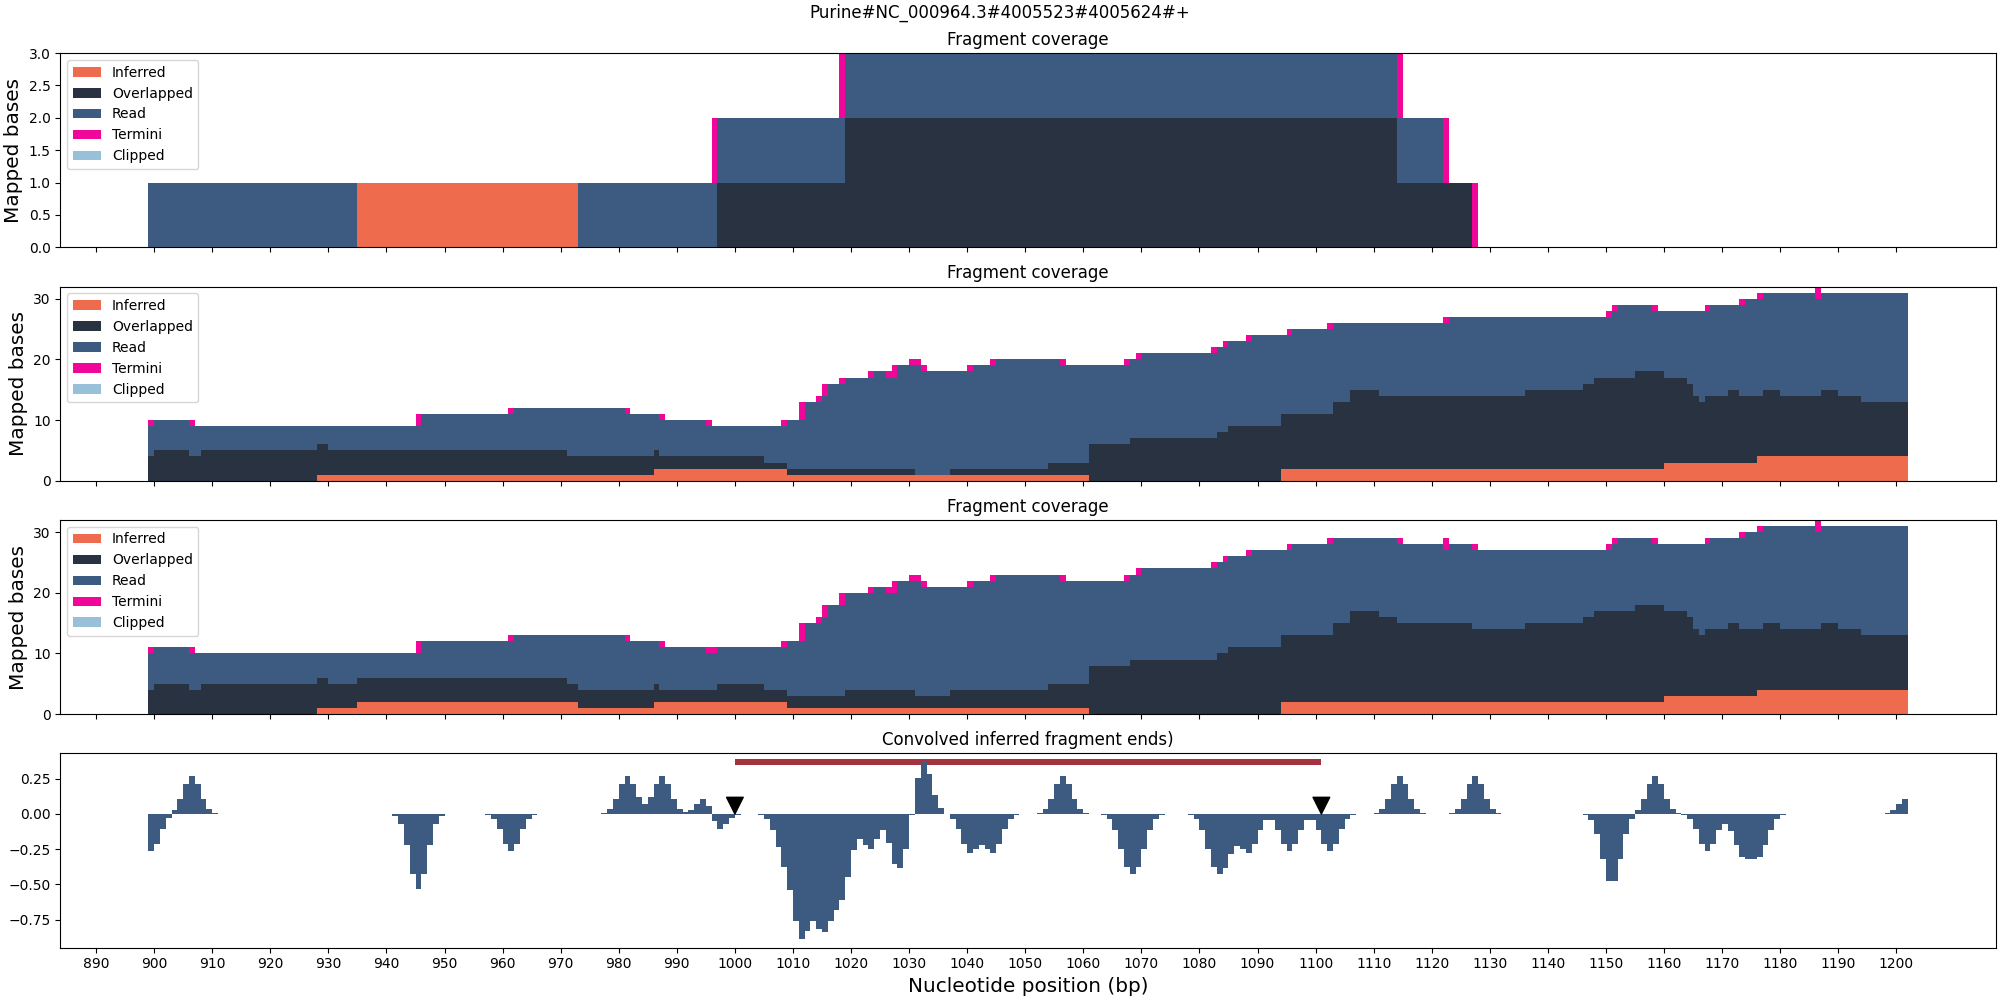 Purine#NC_000964.3#4005523#4005624#+
Fragment coverage
Mapped bases
3.0
2.5
2.0
1.5
1.0
0.5
0.0
Inferred
Overlapped
Read
Termini
Clipped
Fragment coverage
Mapped bases
30
20
10
0
Inferred
Overlapped
Read
Termini
Clipped
Fragment coverage
Mapped bases
30
20
10
0
Inferred
Overlapped
Read
Termini
Clipped
Convolved inferred fragment ends)
0.25
0.00
−0.25
−0.50
−0.75
890 900 910 920 930 940 950 960 970 980 990 1000 1010 1020 1030 1040 1050 1060 1070 1080 1090 1100 1110 1120 1130 1140 1150 1160 1170 1180 1190 1200
Nucleotide position (bp)